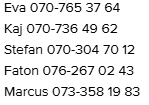 Eva 070-765 37 64
Kaj 070-736 49 62
Stefan 070-304 70 12
Faton 076-267 02 43
Marcus 073-358 19 83